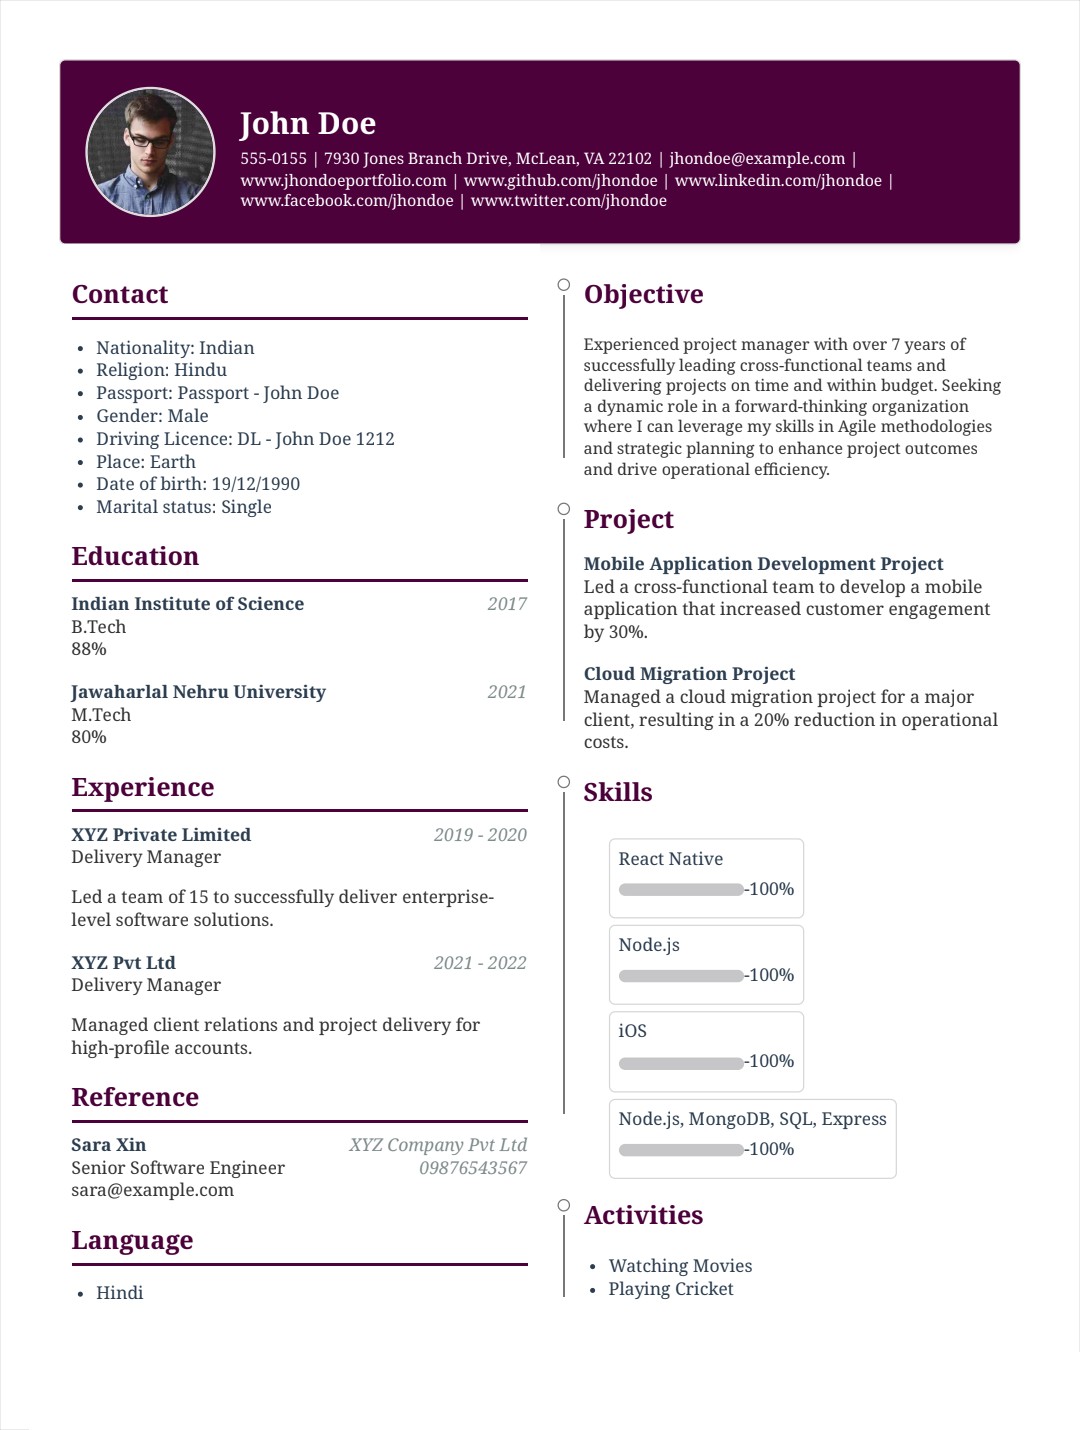 John Doe
555-0155 | 7930 Jones Branch Drive, McLean, VA 22102 | jhondoe@example.com |
www.jhondoeportfolio.com | www.github.com/jhondoe | www.linkedin.com/jhondoe |
www.facebook.com/jhondoe | www.twitter.com/jhondoe
Contact
• Nationality: Indian
• Religion: Hindu
• Passport: Passport - John Doe
• Gender: Male
• Driving Licence: DL - John Doe 1212
• Place: Earth
• Date of birth: 19/12/1990
• Marital status: Single
Education
Indian Institute of Science 2017
B.Tech
88%
Jawaharlal Nehru University 2021
M.Tech
80%
Experience
XYZ Private Limited 2019 - 2020
Delivery Manager
Led a team of 15 to successfully deliver enterprise-
level software solutions.
XYZ Pvt Ltd 2021 - 2022
Delivery Manager
Managed client relations and project delivery for
high-profile accounts.
Reference
Sara Xin XYZ Company Pvt Ltd
Senior Software Engineer 09876543567
sara@example.com
Language
• Hindi
Objective
Experienced project manager with over 7 years of
successfully leading cross-functional teams and
delivering projects on time and within budget. Seeking
a dynamic role in a forward-thinking organization
where I can leverage my skills in Agile methodologies
and strategic planning to enhance project outcomes
and drive operational efficiency.
Project
Mobile Application Development Project
Led a cross-functional team to develop a mobile
application that increased customer engagement
by 30%.
Cloud Migration Project
Managed a cloud migration project for a major
client, resulting in a 20% reduction in operational
costs.
Skills
React Native
-100%
Node.js
-100%
iOS
-100%
Node.js, MongoDB, SQL, Express
-100%
Activities
• Watching Movies
• Playing Cricket